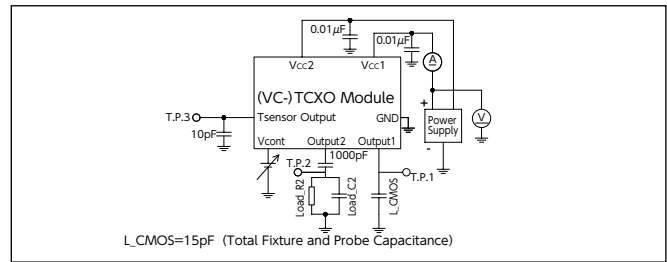 0.01μF
0.01μF
Vcc2
Vcc1
A
(VC-)TCXO Module
T.P.3
Tsensor Output
GND
+
Power
Supply
V
10pF
Vcont
Output2
Output1
-
1000pF
T.P.2
T.P.1
Load_R2
Load_C2
L_CMOS
L_CMOS=15pF (Total Fixture and Probe Capacitance)